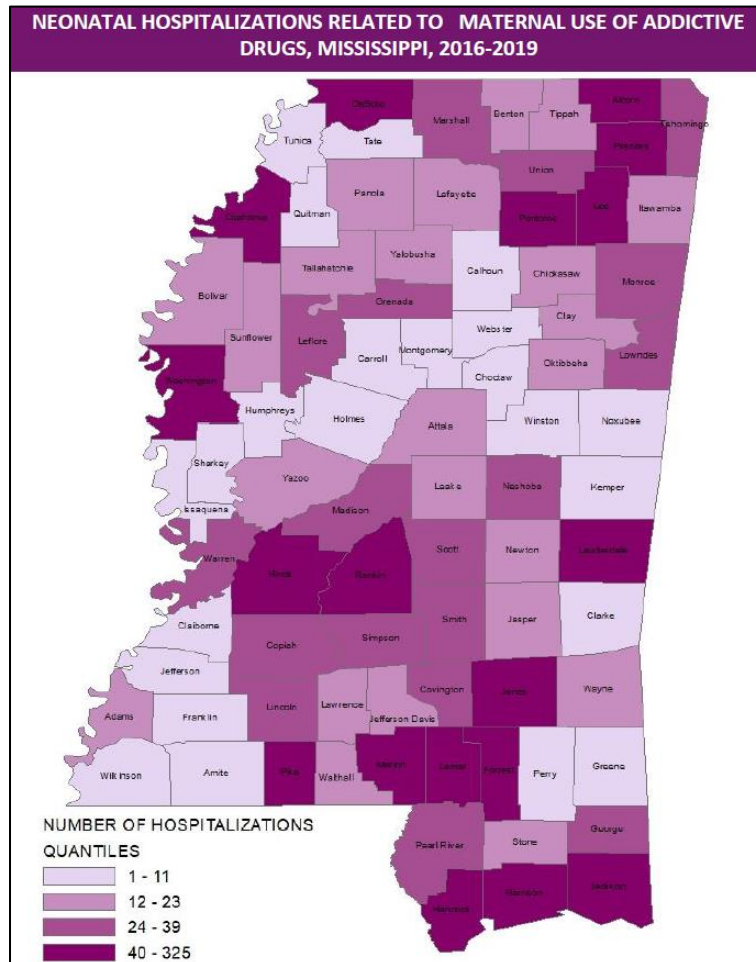 NEONATAL HOSPITALIZATIONS RELATED TO MATERNAL USE OF ADDICTIVE
DRUGS, MISSISSIPPI, 2016-2019
DeSoto
Marshall
Benton
Tippah
Alcorn
Tishomingo
Tunica
Tate
Prentiss
Union
Coahoma
Quitman
Panola
Lafayette
Pontotoc
Lee
Itawamba
Bolivar
Tallahatchie
Yalobusha
Calhoun
Chickasaw
Monroe
Sunflower
Leflore
Grenada
Webster
Clay
Washington
Carroll
Montgomery
Choctaw
Oktibbeha
Lowndes
Humphreys
Holmes
Attala
Winston
Noxubee
Sharkey
Issaquena
Yazoo
Madison
Leake
Neshoba
Kemper
Warren
Hinds
Rankin
Scott
Newton
Lauderdale
Claiborne
Copiah
Simpson
Smith
Jasper
Clarke
Jefferson
Adams
Franklin
Lincoln
Lawrence
Jefferson Davis
Covington
Jones
Wayne
Wilkinson
Amite
Pike
Walthall
Marion
Lamar
Forrest
Perry
Greene
Pearl River
Stone
George
Hancock
Harrison
Jackson
NUMBER OF HOSPITALIZATIONS
QUANTILES
1 - 11
12 - 23
24 - 39
40 - 325